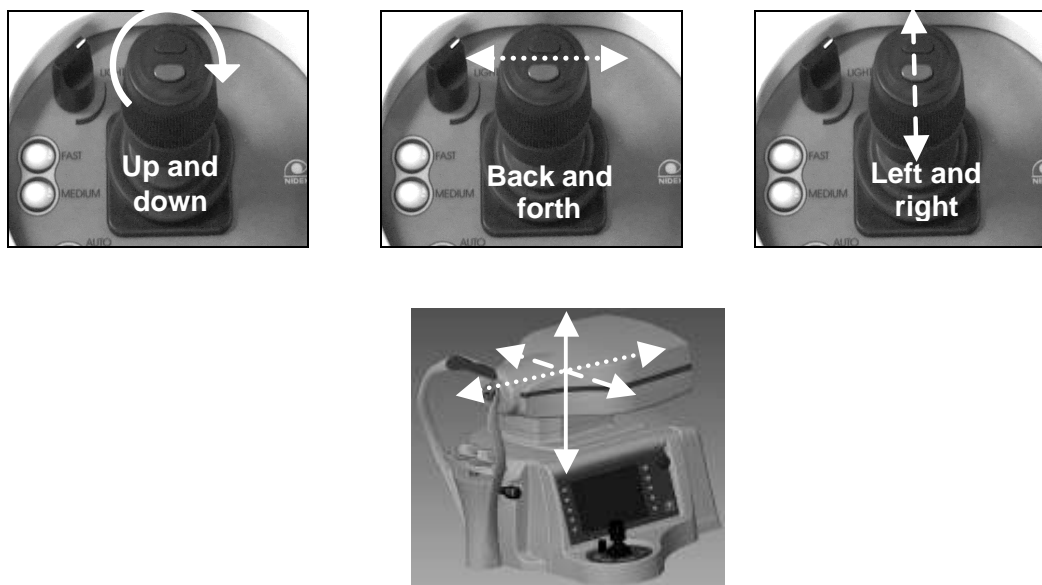 LIGHT
FAST
MEDIUM
AUTO
NIDEK
Up and
down
LIGHT
FAST
MEDIUM
AUTO
Back and
forth
LIGHT
FAST
MEDIUM
AUTO
NIDEK
Left and
right